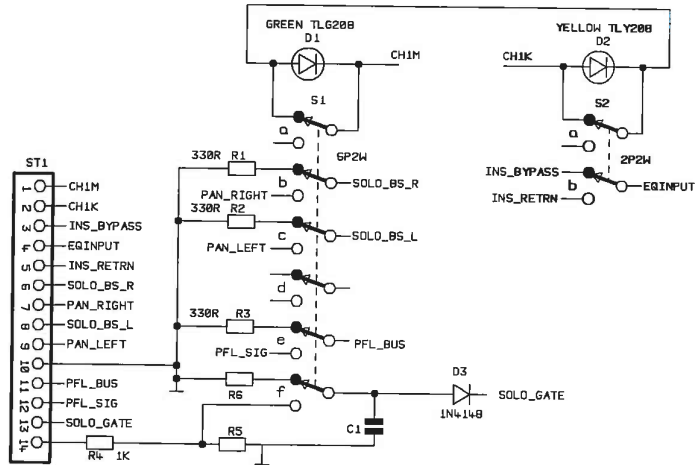 GREEN TLG208
D1
CH1M
YELLOW TLY208
CH1K
D2
S1
a
6P2W
S2
a
2P2W
INS_BYPASS
b
EQINPUT
INS_RETRN
330R R1
b
SOLO_BS_R
PAN_RIGHT
330R R2
c
SOLO_BS_L
PAN_LEFT
d
330R R3
e
PFL_BUS
PFL_SIG
R6
f
D3
1N4148
SOLO_GATE
C1
R5
R4 1K
ST1
1 CH1M
2 CH1K
3 INS_BYPASS
4 EQINPUT
5 INS_RETRN
6 SOLO_BS_R
7 PAN_RIGHT
8 SOLO_BS_L
9 PAN_LEFT
10
11 PFL_BUS
12 PFL_SIG
13 SOLO_GATE
14